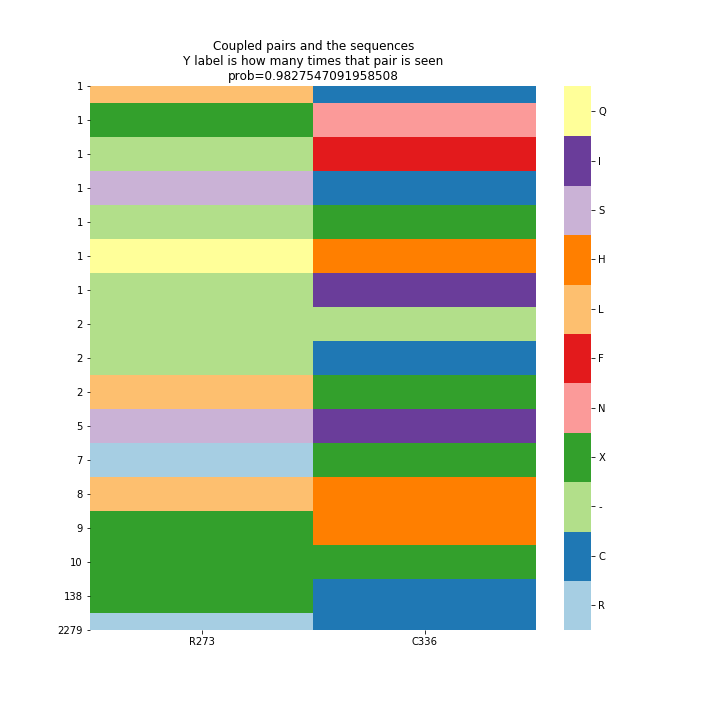 Coupled pairs and the sequences
Y label is how many times that pair is seen
prob=0.9827547091958508
1
1
1
1
1
1
1
2
2
2
5
7
8
9
10
138
2279
R273 C336
Q
I
S
H
L
F
N
X
-
C
R